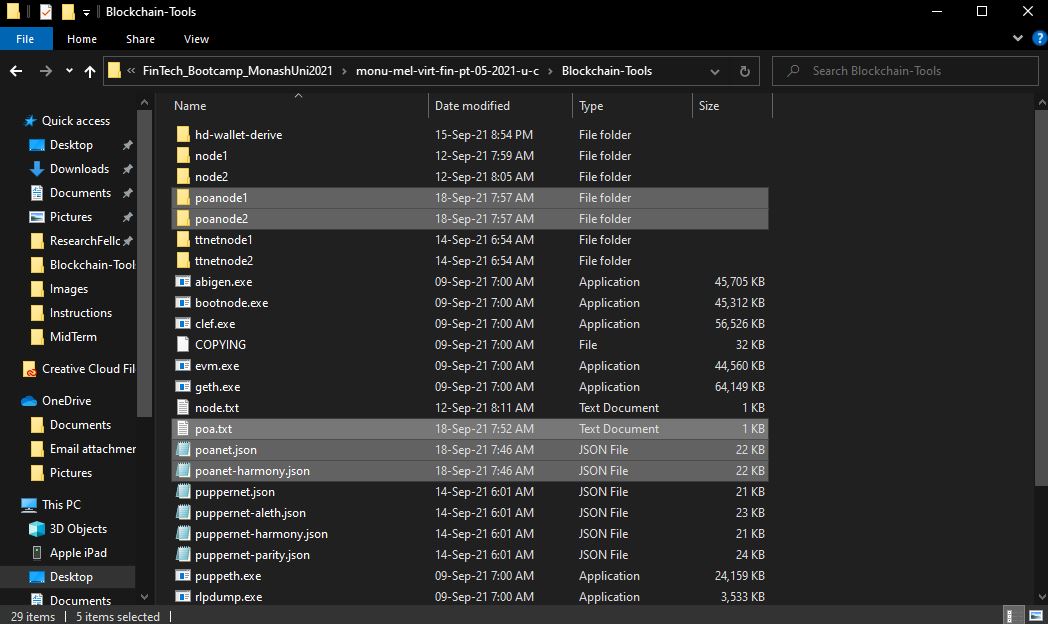 Blockchain-Tools
File Home Share View
« FinTech_Bootcamp_MonashUni2021 > monu-mel-virt-fin-pt-05-2021-u-c > Blockchain-Tools Search Blockchain-Tools
Quick access
Desktop
Downloads
Documents
Pictures
ResearchFellc
Blockchain-Tool
Images
Instructions
MidTerm
Creative Cloud Fil
OneDrive
Documents
Email attachmer
Pictures
This PC
3D Objects
Apple iPad
Desktop
Documents
Name Date modified Type Size
hd-wallet-derive 15-Sep-21 8:54 PM File folder
node1 12-Sep-21 7:59 AM File folder
node2 12-Sep-21 8:05 AM File folder
poanode1 18-Sep-21 7:57 AM File folder
poanode2 18-Sep-21 7:57 AM File folder
ttnetnode1 14-Sep-21 6:54 AM File folder
ttnetnode2 14-Sep-21 6:54 AM File folder
abigen.exe 09-Sep-21 7:00 AM Application 45,705 KB
bootnode.exe 09-Sep-21 7:00 AM Application 45,312 KB
clef.exe 09-Sep-21 7:00 AM Application 56,526 KB
COPYING 09-Sep-21 7:00 AM File 32 KB
evm.exe 09-Sep-21 7:00 AM Application 44,560 KB
geth.exe 09-Sep-21 7:00 AM Application 64,149 KB
node.txt 12-Sep-21 8:11 AM Text Document 1 KB
poa.txt 18-Sep-21 7:52 AM Text Document 1 KB
poanet.json 18-Sep-21 7:46 AM JSON File 22 KB
poanet-harmony.json 18-Sep-21 7:46 AM JSON File 22 KB
puppernet.json 14-Sep-21 6:01 AM JSON File 21 KB
puppernet-aleth.json 14-Sep-21 6:01 AM JSON File 23 KB
puppernet-harmony.json 14-Sep-21 6:01 AM JSON File 21 KB
puppernet-parity.json 14-Sep-21 6:01 AM JSON File 24 KB
puppeth.exe 09-Sep-21 7:00 AM Application 24,159 KB
rlpdump.exe 09-Sep-21 7:00 AM Application 3,533 KB
29 items 5 items selected